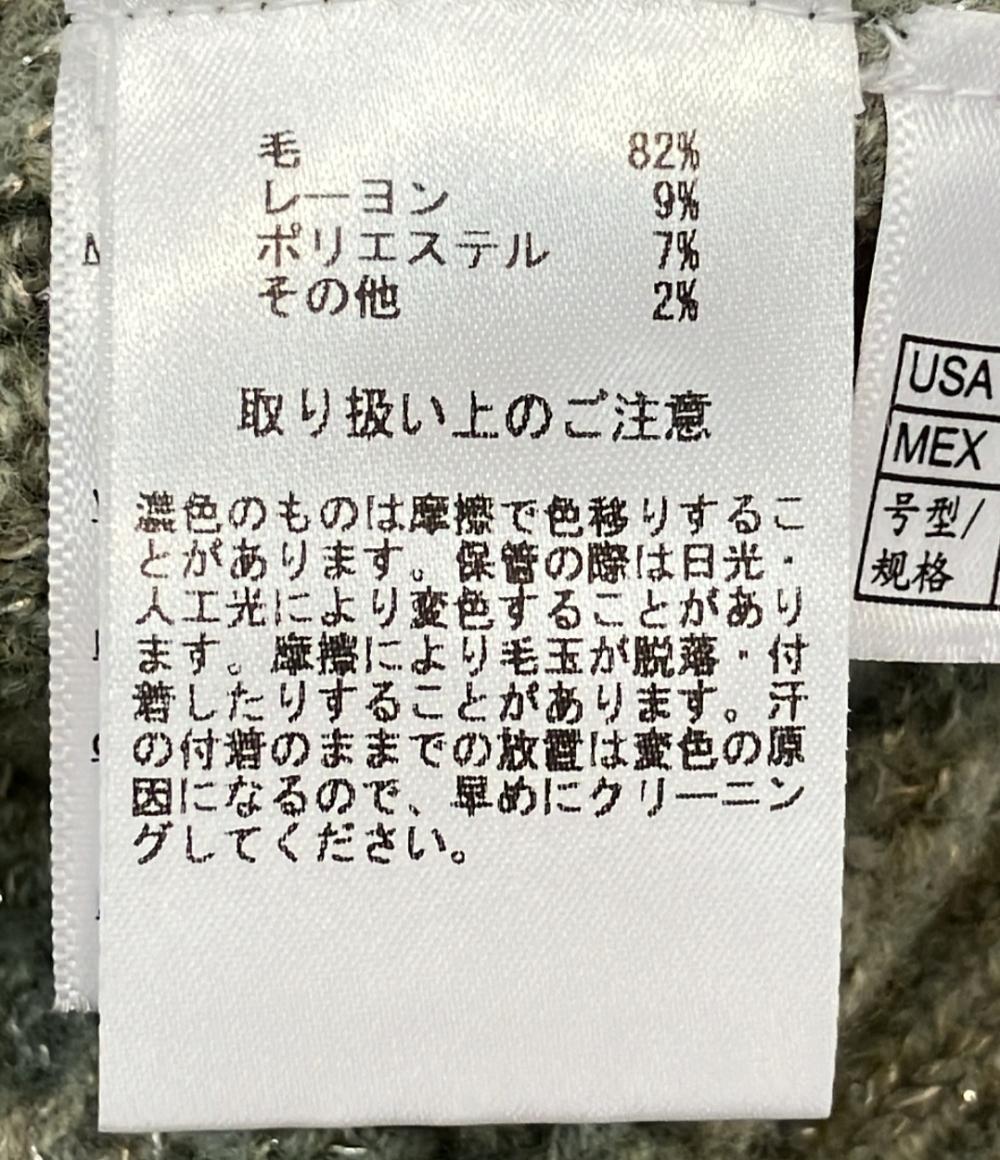 毛 82%
レーヨン 9%
ポリエステル 7%
その他 2%
取り扱い上のご注意
濃色のものは摩擦で色移りするこ
とがあります。保管の際は日光・
人工光により変色することがあり
ます。摩擦により毛玉が脱落・付
着したりすることがあります。汗
の付着のままでの放置は変色の原
因になるので、早めにクリーニン
グしてください。
USA
MEX
号型/
规格